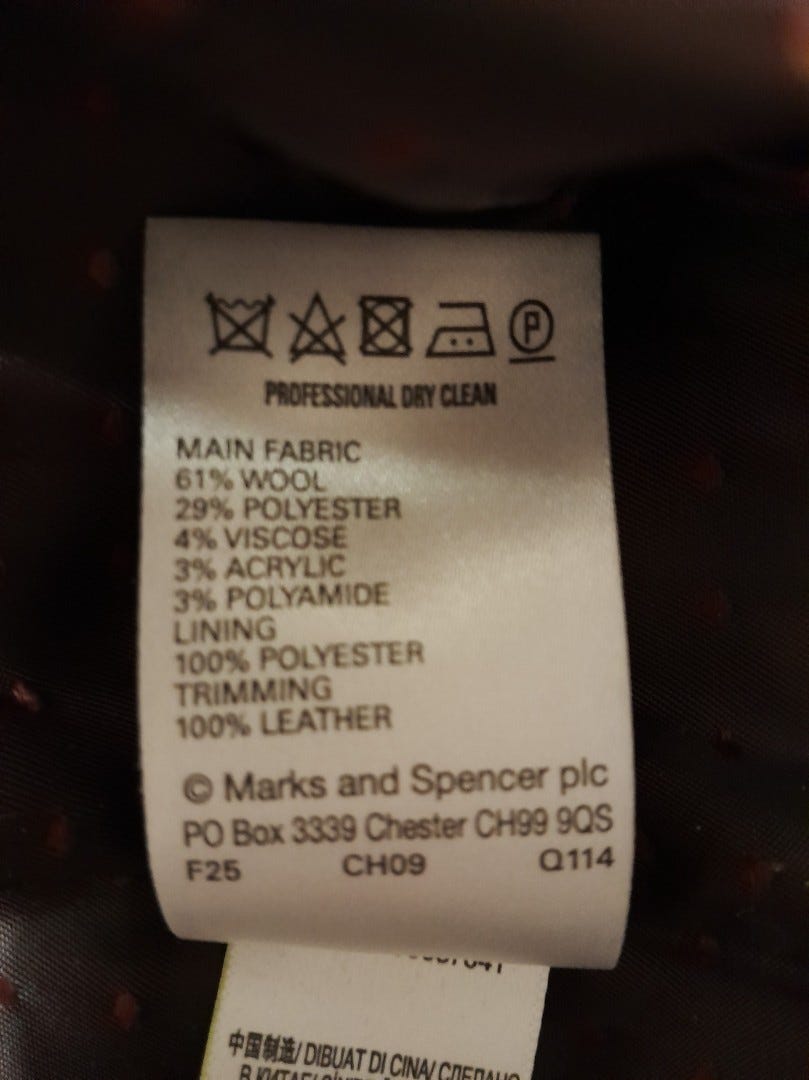 P
PROFESSIONAL DRY CLEAN
MAIN FABRIC
61% WOOL
29% POLYESTER
4% VISCOSE
3% ACRYLIC
3% POLYAMIDE
LINING
100% POLYESTER
TRIMMING
100% LEATHER
© Marks and Spencer plc
PO Box 3339 Chester CH99 9QS
F25 CH09 Q114
中国制造/ DIBUAT DI CINA/ СДЕЛАНО
В КИТАЕ/